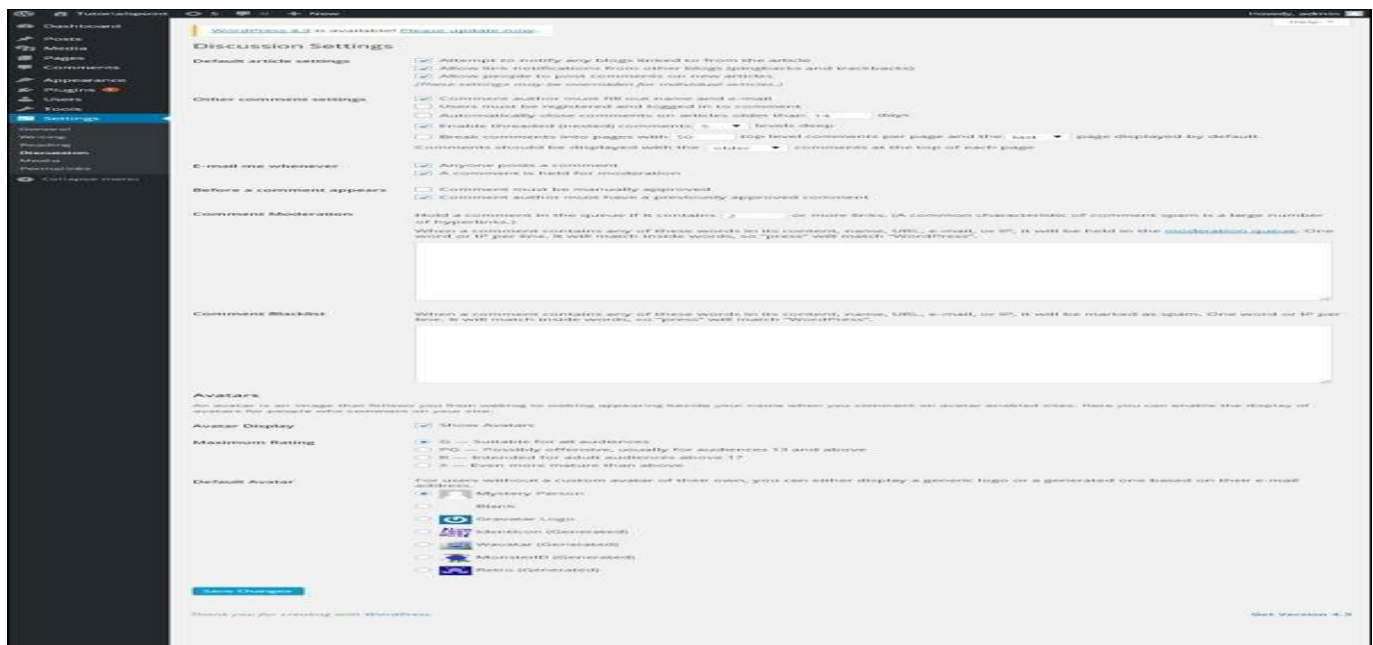 Tutorialspoint 5 0 + New Howdy, admin
Help ▼
Dashboard
Posts
Media
Pages
Comments
Appearance
Plugins
Users
Tools
Settings
General
Writing
Reading
Discussion
Media
Permalinks
Collapse menu
WordPress 4.3 is available! Please update now.
Discussion Settings
Default article settings
Attempt to notify any blogs linked to from the article
Allow link notifications from other blogs (pingbacks and trackbacks)
Allow people to post comments on new articles
(These settings may be overridden for individual articles.)
Other comment settings
Comment author must fill out name and e-mail
Users must be registered and logged in to comment
Automatically close comments on articles older than 14 days
Enable threaded (nested) comments 5 levels deep
Break comments into pages with 50 top level comments per page and the last page displayed by default
Comments should be displayed with the older comments at the top of each page
E-mail me whenever
Anyone posts a comment
A comment is held for moderation
Before a comment appears
Comment must be manually approved
Comment author must have a previously approved comment
Comment Moderation
Hold a comment in the queue if it contains 2 or more links. (A common characteristic of comment spam is a large number
of hyperlinks.)
When a comment contains any of these words in its content, name, URL, e-mail, or IP, it will be held in the moderation queue. One
word or IP per line. It will match inside words, so "press" will match "WordPress".
Comment Blacklist
When a comment contains any of these words in its content, name, URL, e-mail, or IP, it will be marked as spam. One word or IP per
line. It will match inside words, so "press" will match "WordPress".
Avatars
An avatar is an image that follows you from weblog to weblog appearing beside your name when you comment on avatar enabled sites. Here you can enable the display of
avatars for people who comment on your site.
Avatar Display
Show Avatars
Maximum Rating
G — Suitable for all audiences
PG — Possibly offensive, usually for audiences 13 and above
R — Intended for adult audiences above 17
X — Even more mature than above
Default Avatar
For users without a custom avatar of their own, you can either display a generic logo or a generated one based on their e-mail
address.
Mystery Person
Blank
Gravatar Logo
Identicon (Generated)
Wavatar (Generated)
MonsterID (Generated)
Retro (Generated)
Save Changes
Thank you for creating with WordPress. Get Version 4.3